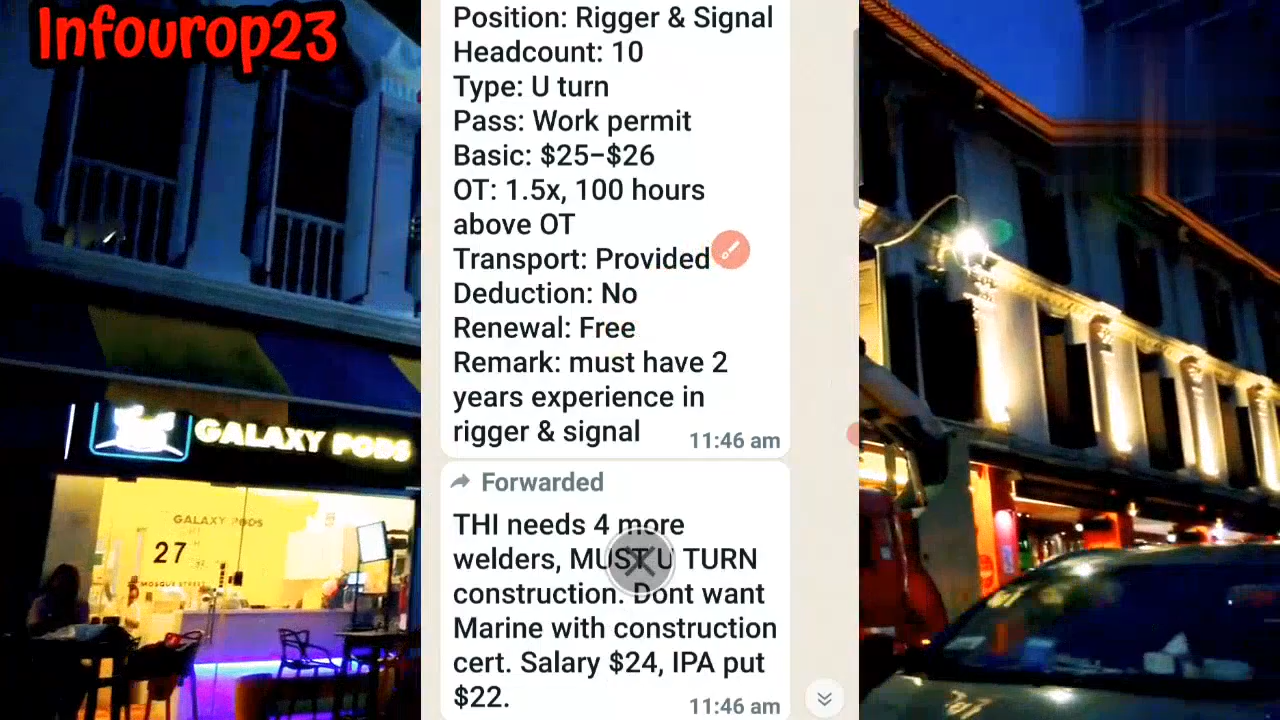 Infourop23
Position: Rigger & Signal
Headcount: 10
Type: U turn
Pass: Work permit
Basic: $25–$26
OT: 1.5x, 100 hours
above OT
Transport: Provided
Deduction: No
Renewal: Free
Remark: must have 2
years experience in
rigger & signal
11:46 am
Forwarded
THI needs 4 more
welders, MUST U TURN
construction. Dont want
Marine with construction
cert. Salary $24, IPA put
$22.
11:46 am
GALAXY PODS
GALAXY PODS
27
MOSQUE STREET